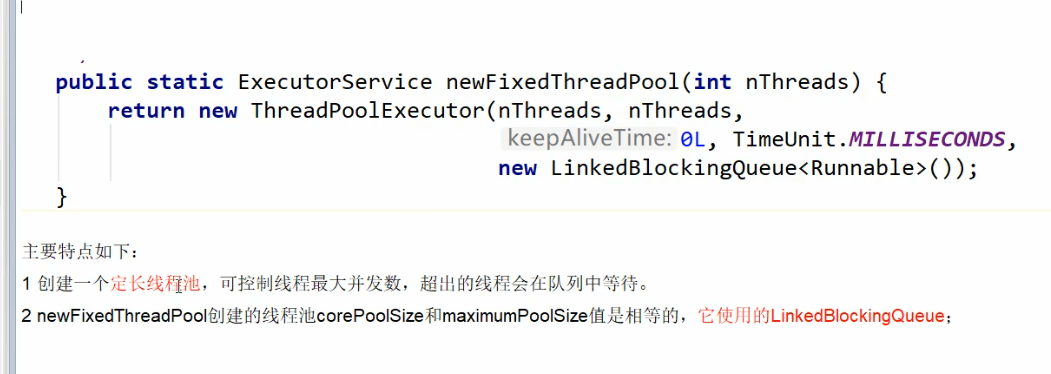 public static ExecutorService newFixedThreadPool(int nThreads) {
return new ThreadPoolExecutor(nThreads, nThreads,
keepAliveTime: 0L, TimeUnit.MILLISECONDS,
new LinkedBlockingQueue<Runnable>());
}
主要特点如下：
1 创建一个定长线程池，可控制线程最大并发数，超出的线程会在队列中等待。
2 newFixedThreadPool创建的线程池corePoolSize和maximumPoolSize值是相等的，它使用的LinkedBlockingQueue；